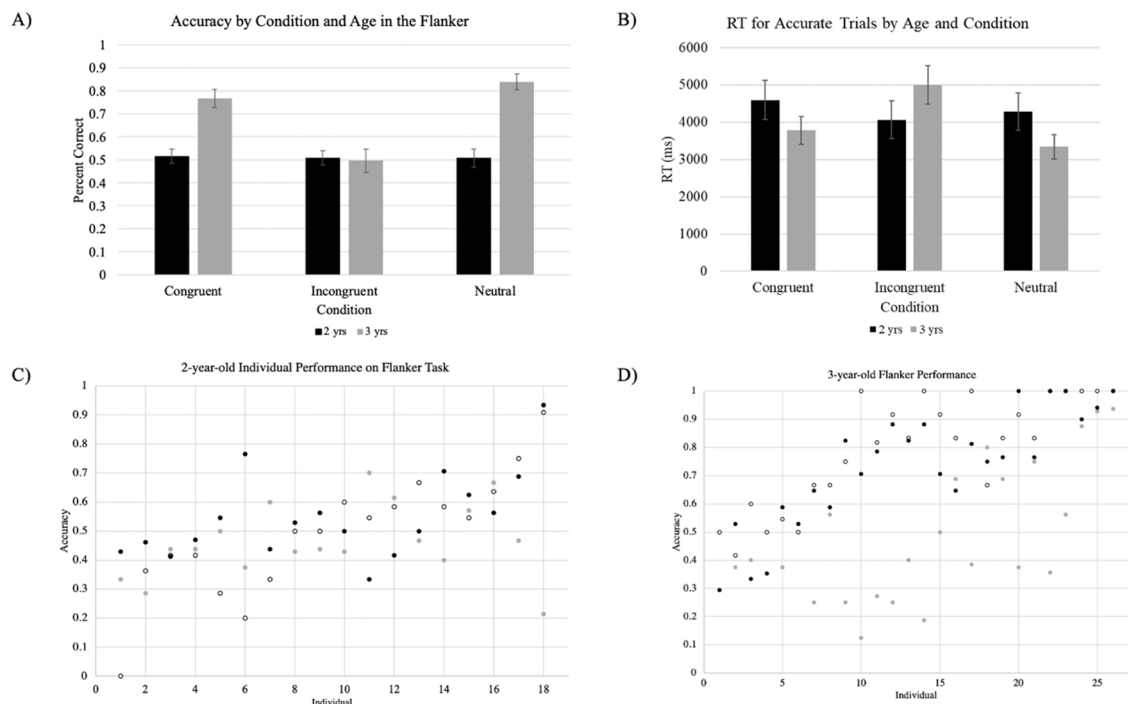 A)
Accuracy by Condition and Age in the Flanker
Percent Correct
1
0.9
0.8
0.7
0.6
0.5
0.4
0.3
0.2
0.1
0
Congruent Incongruent Neutral
Condition
2 yrs 3 yrs
B)
RT for Accurate Trials by Age and Condition
RT (ms)
6000
5000
4000
3000
2000
1000
0
Congruent Incongruent Neutral
Condition
2 yrs 3 yrs
C)
2-year-old Individual Performance on Flanker Task
Accuracy
1
0.9
0.8
0.7
0.6
0.5
0.4
0.3
0.2
0.1
0
0 2 4 6 8 10 12 14 16 18
Individual
D)
3-year-old Flanker Performance
Accuracy
1
0.9
0.8
0.7
0.6
0.5
0.4
0.3
0.2
0.1
0
0 5 10 15 20 25
Individual